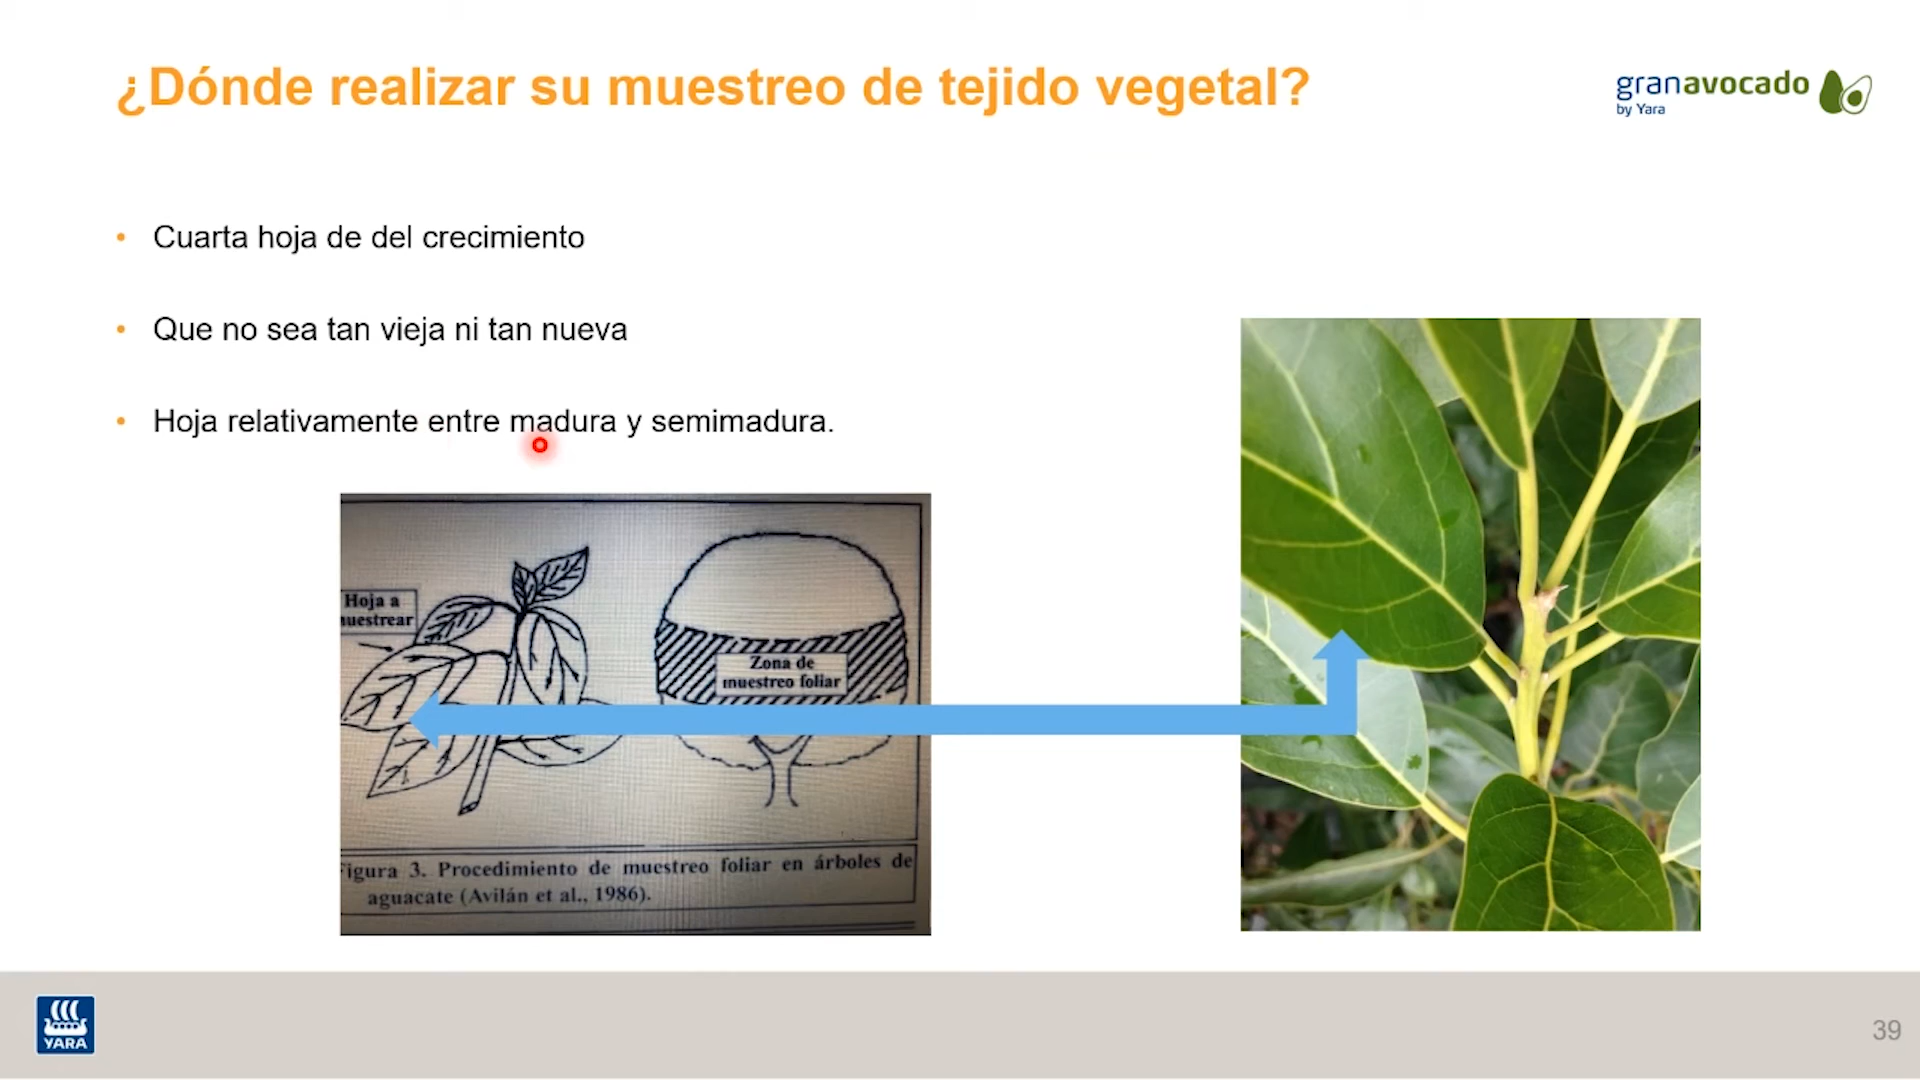 ¿Dónde realizar su muestreo de tejido vegetal?
granavocado
by Yara
• Cuarta hoja de del crecimiento
• Que no sea tan vieja ni tan nueva
• Hoja relativamente entre madura y semimadura.
Hoja a
uestrear
Zona de
muestreo foliar
igura 3. Procedimiento de muestreo foliar en árboles de
aguacate (Avilán et al., 1986).
YARA
39